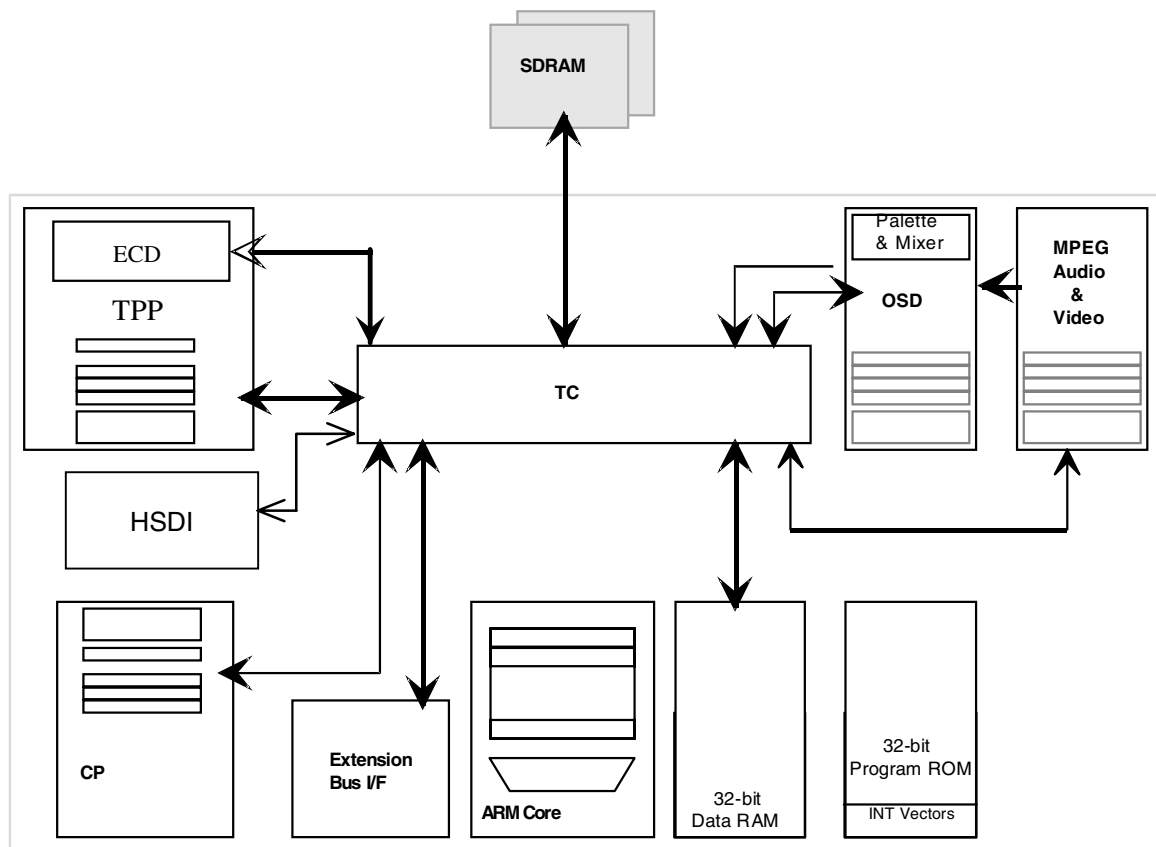 SDRAM
ECD
TPP
Palette
& Mixer
OSD
MPEG
Audio
&
Video
TC
HSDI
CP
Extension
Bus I/F
ARM Core
32-bit
Data RAM
32-bit
Program ROM
INT Vectors